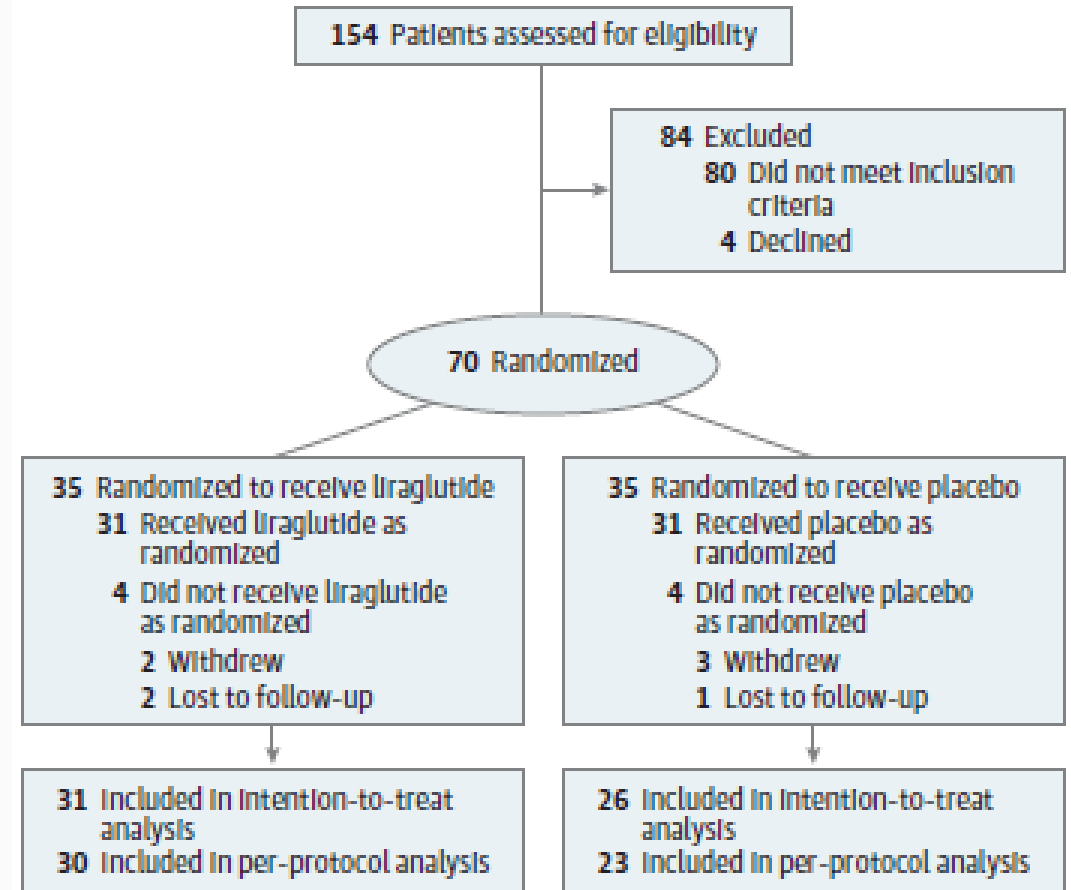 154 Patients assessed for eligibility
84 Excluded
80 Did not meet inclusion
criteria
4 Declined
70 Randomized
35 Randomized to receive liraglutide
31 Received liraglutide as
randomized
4 Did not receive liraglutide
as randomized
2 Withdrew
2 Lost to follow-up
35 Randomized to receive placebo
31 Received placebo as
randomized
4 Did not receive placebo
as randomized
3 Withdrew
1 Lost to follow-up
31 Included in intention-to-treat
analysis
30 Included in per-protocol analysis
26 Included in intention-to-treat
analysis
23 Included in per-protocol analysis